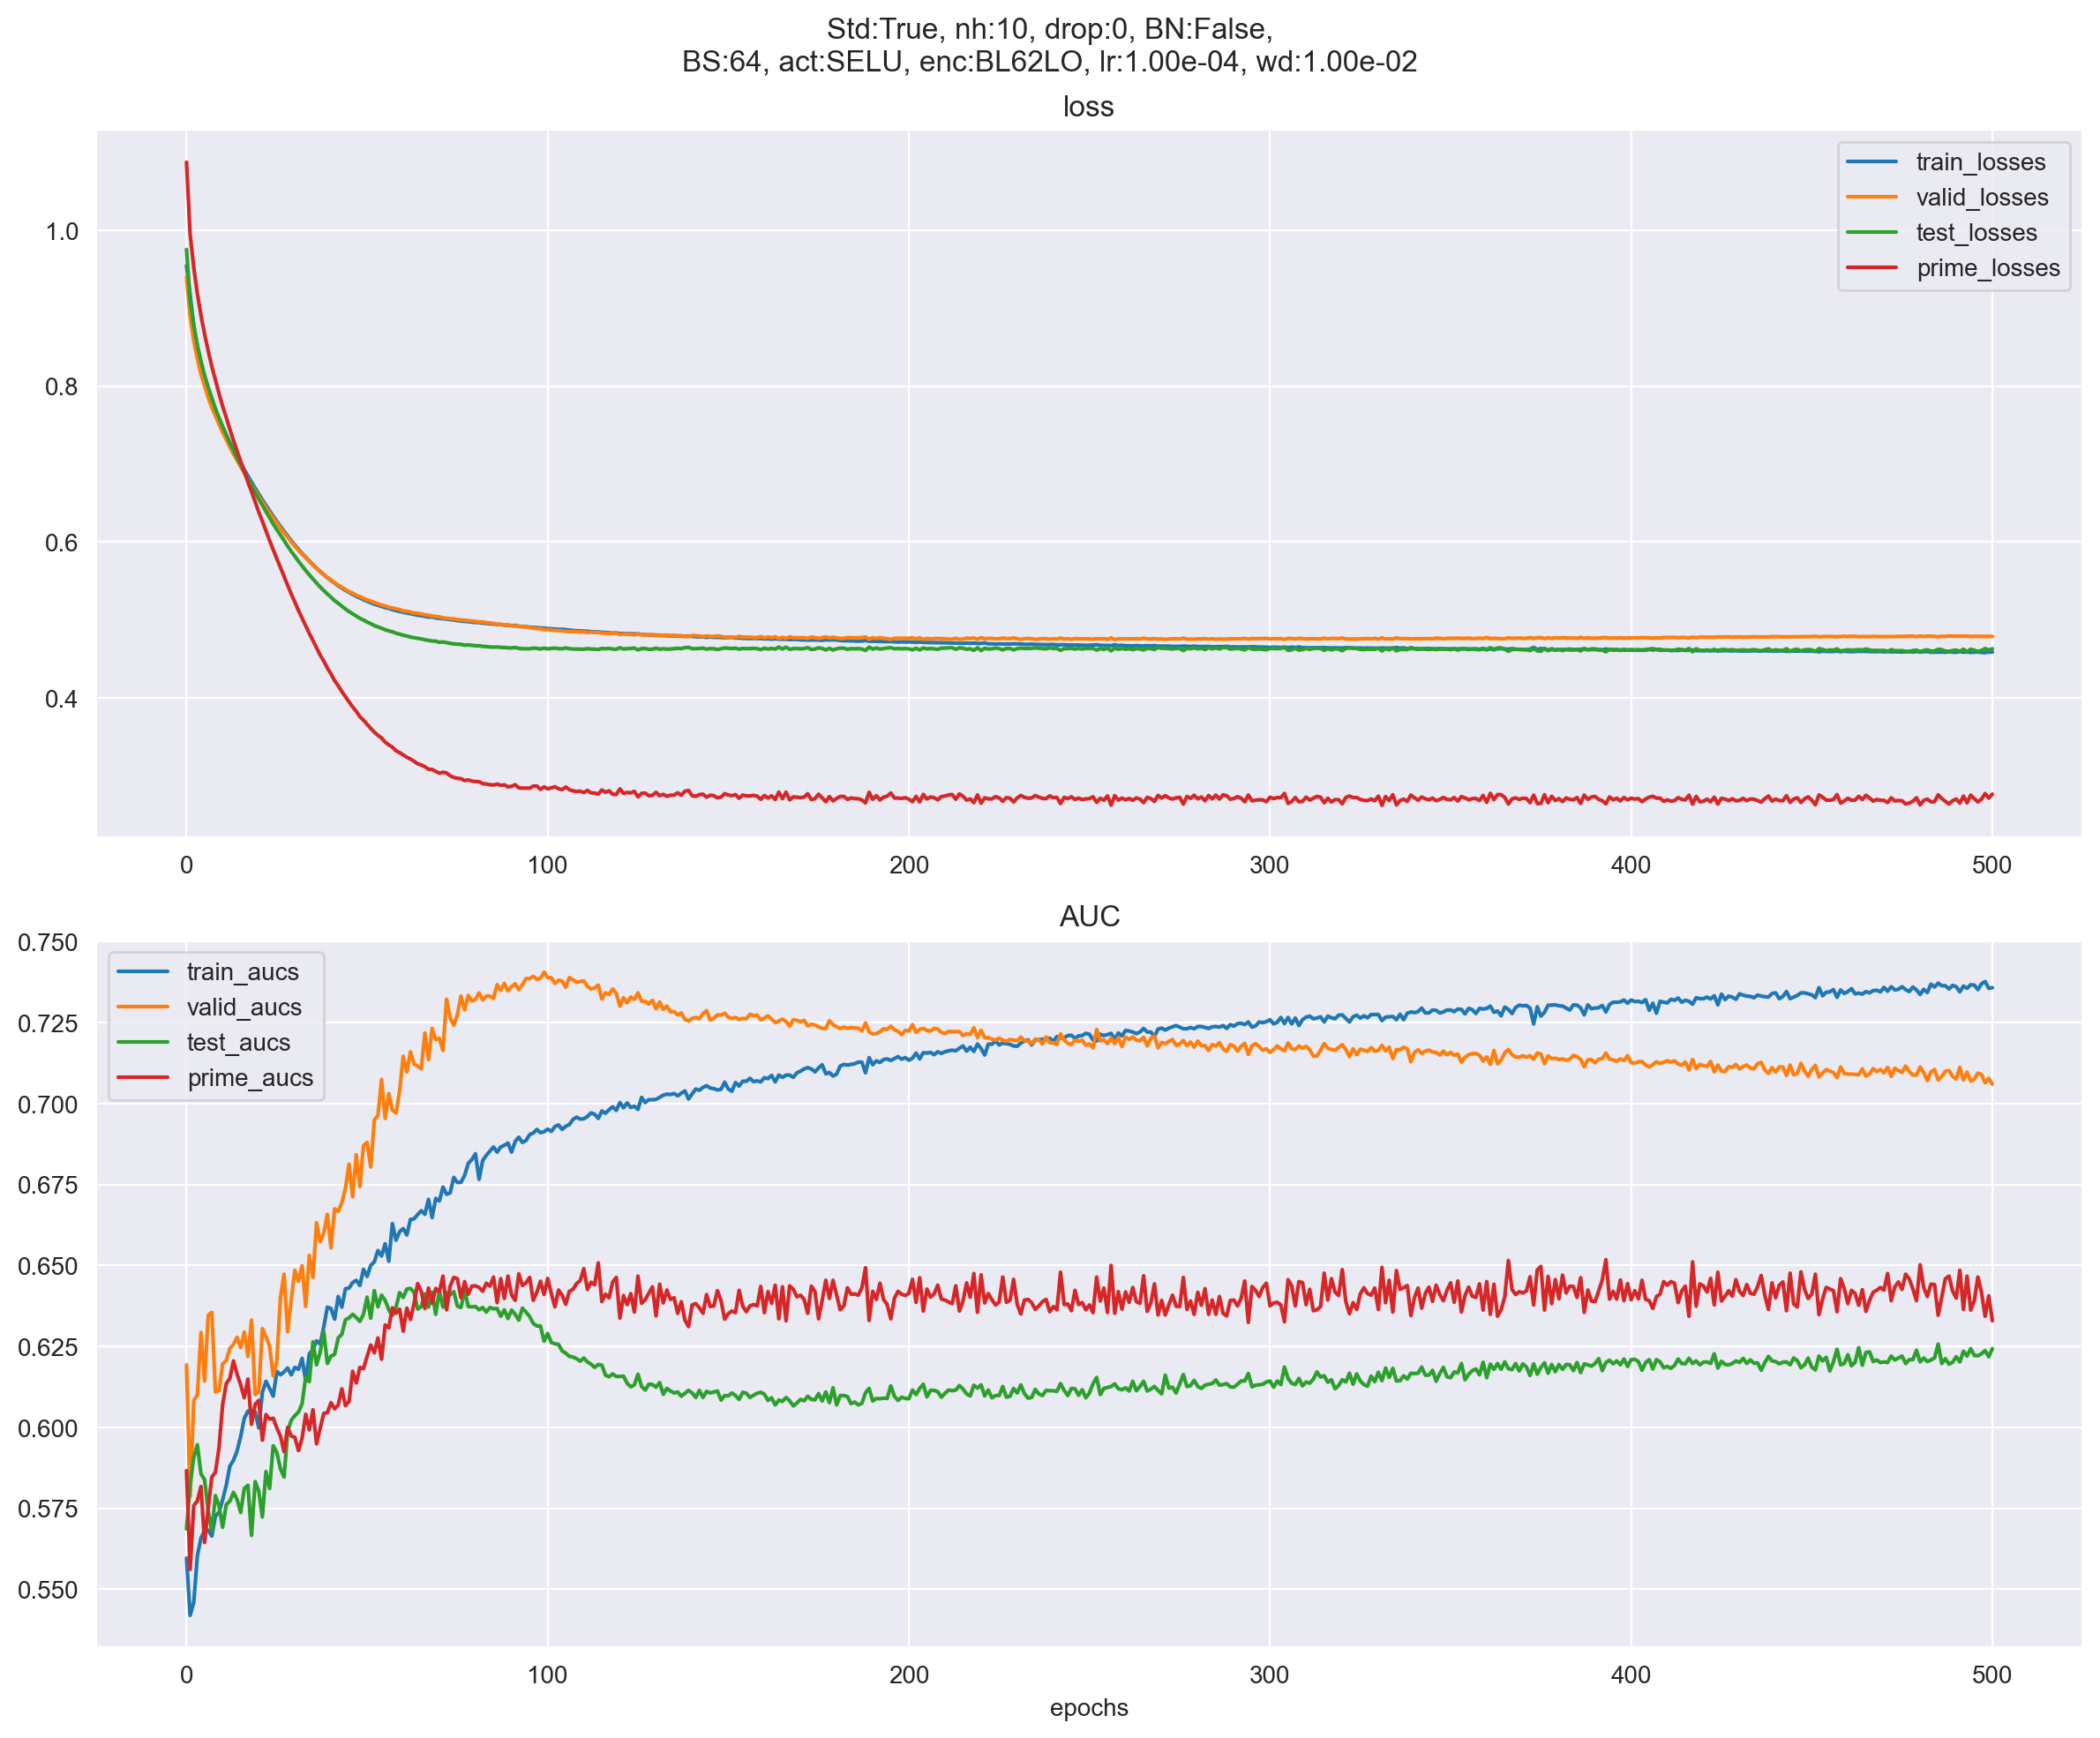 Std:True, nh:10, drop:0, BN:False,
BS:64, act:SELU, enc:BL62LO, lr:1.00e-04, wd:1.00e-02
loss
train_losses
valid_losses
test_losses
prime_losses
1.0
0.8
0.6
0.4
0 100 200 300 400 500
AUC
train_aucs
valid_aucs
test_aucs
prime_aucs
0.750
0.725
0.700
0.675
0.650
0.625
0.600
0.575
0.550
0 100 200 300 400 500
epochs